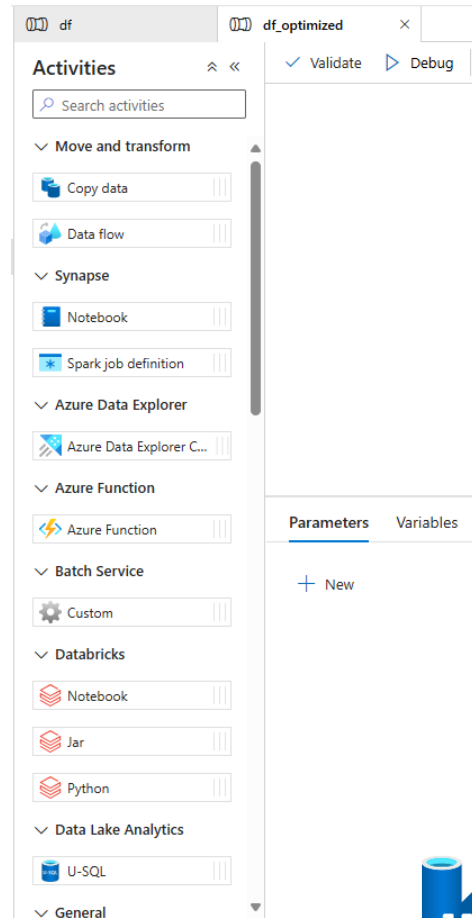 df
df_optimized
Activities
Validate
Debug
Search activities
Move and transform
Copy data
Data flow
Synapse
Notebook
Spark job definition
Azure Data Explorer
Azure Data Explorer C...
Azure Function
Azure Function
Parameters
Variables
New
Batch Service
Custom
Databricks
Notebook
Jar
Python
Data Lake Analytics
U-SQL
U-SQL
General